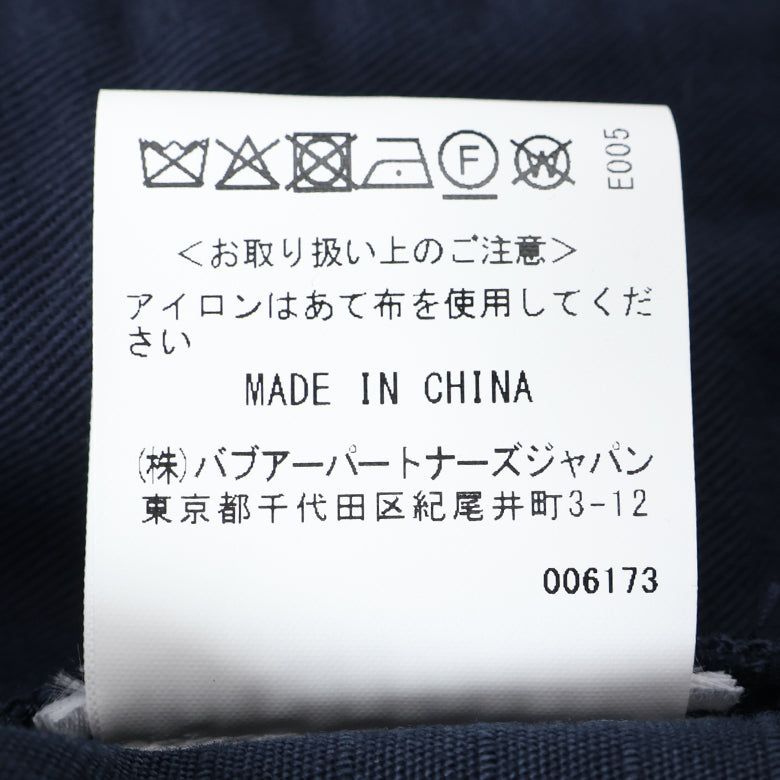 F W E005
＜お取り扱い上のご注意＞
アイロンはあて布を使用してくだ
さい
MADE IN CHINA
(株)バブアーパートナーズジャパン
東京都千代田区紀尾井町3-12
006173